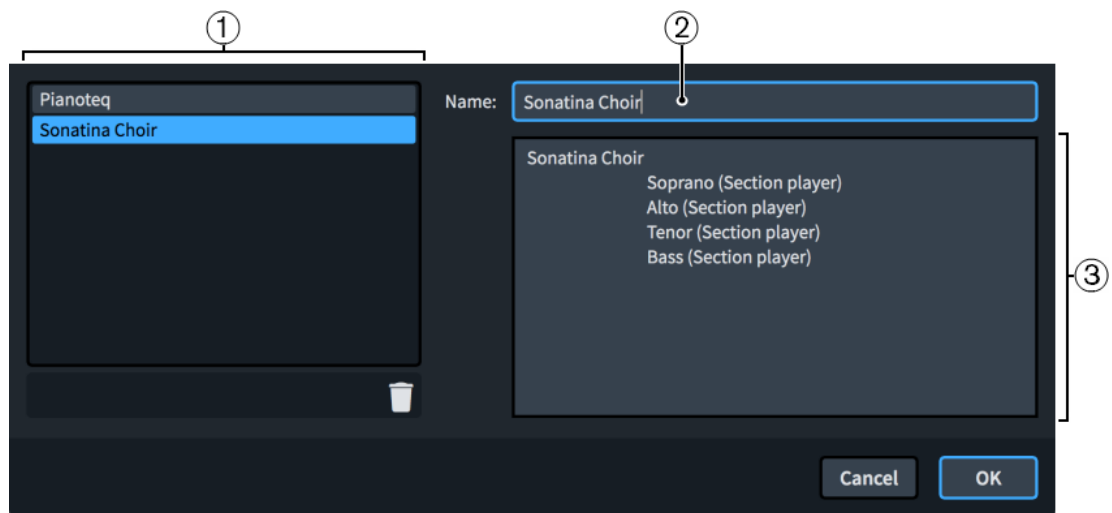 ① ②
Pianoteq
Sonatina Choir
Name: Sonatina Choir
Sonatina Choir
Soprano (Section player)
Alto (Section player)
Tenor (Section player)
Bass (Section player)
③
Cancel OK